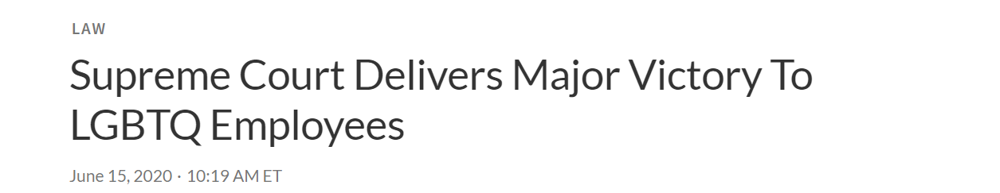 LAW
Supreme Court Delivers Major Victory To
LGBTQ Employees
June 15, 2020 · 10:19 AM ET